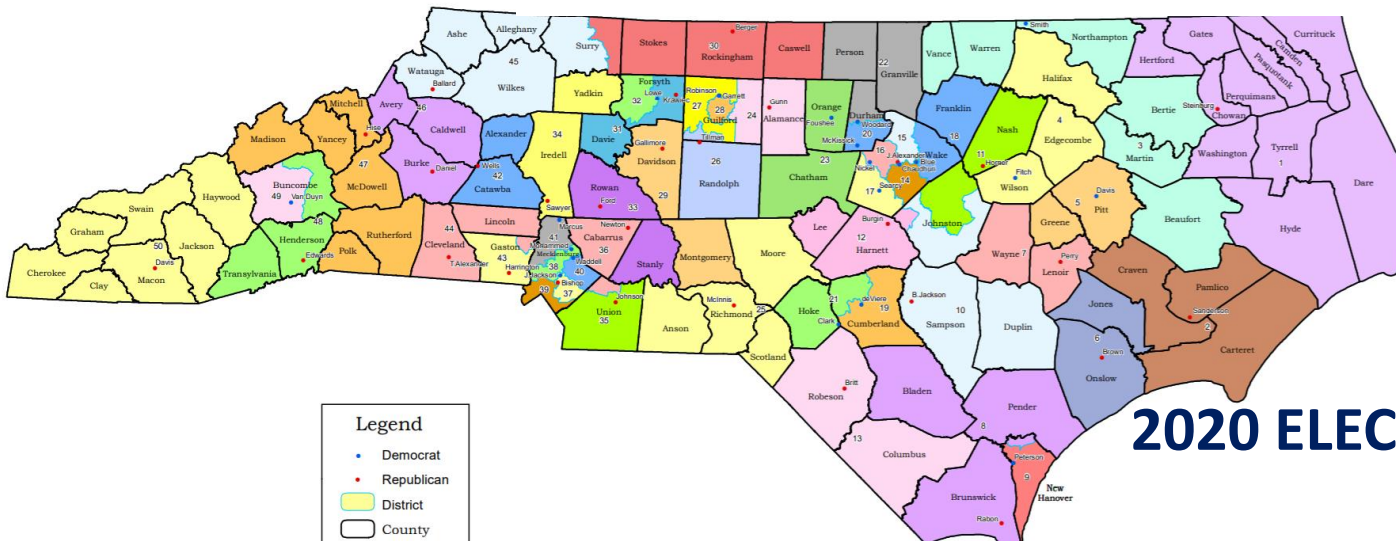 Ashe
Alleghany
Surry
Stokes
Berger
30
Rockingham
Caswell
Person
22
Granville
Vance
Warren
Smith
Northampton
Gates
Currituck
Camden
Pasquotank
Hertford
Perquimans
Watauga
Ballard
45
Wilkes
Yadkin
Forsyth
Lowe
Krawiec
32
Robinson
27
Garrett
28
Guilford
24
Gunn
Alamance
Orange
Foushee
Durham
Woodard
20
McKissick
Franklin
18
Halifax
Bertie
Steinburg
Chowan
Mitchell
Avery
46
Caldwell
Alexander
34
Iredell
31
Davie
Gallimore
Davidson
29
Tillman
26
Randolph
23
Chatham
15
16
J.Alexander
Wake
Blue
Chaudhuri
Nickel
14
17
Searcy
Nash
11
Horner
4
Edgecombe
3
Martin
Washington
Tyrrell
1
Dare
Madison
Yancey
Hise
47
McDowell
Burke
Daniel
Wells
42
Catawba
Rowan
Ford
33
Fitch
Wilson
Davis
5
Pitt
Beaufort
Hyde
Buncombe
49
Van Duyn
Haywood
Swain
Graham
Jackson
50
Davis
Macon
Cherokee
Clay
48
Henderson
Edwards
Transylvania
Polk
Rutherford
44
Cleveland
T.Alexander
Lincoln
Gaston
43
Harrington
Sawyer
Marcus
41
Mohammed
Mecklenburg
38
Waddell
40
J.Jackson
Bishop
39
37
Newton
Cabarrus
36
Stanly
Montgomery
Moore
Lee
Burgin
12
Harnett
Johnston
Greene
Wayne
7
Perry
Lenoir
Craven
Pamlico
Sanderson
2
Carteret
Jones
6
Brown
Onslow
Johnson
Union
35
Anson
McInnis
Richmond
25
Scotland
Hoke
21
Clark
deViere
19
Cumberland
B.Jackson
Sampson
10
Duplin
Britt
Robeson
Bladen
Pender
8
13
Columbus
Peterson
9
New
Hanover
Brunswick
Rabon
2020 ELEC
Legend
Democrat
Republican
District
County